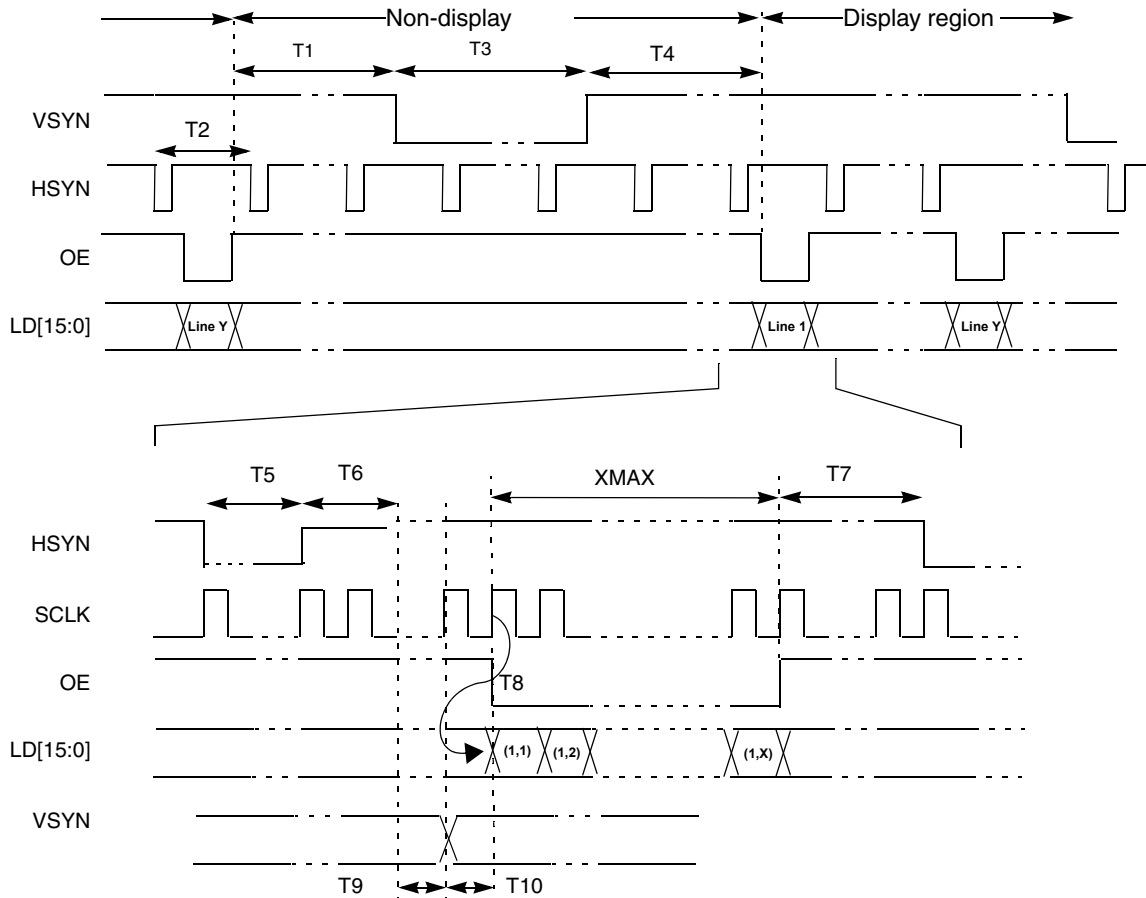 Non-display Display region
T1 T3 T4
VSYN
T2
HSYN
OE
LD[15:0] Line Y Line 1 Line Y
T5 T6 XMAX T7
HSYN
SCLK
OE
T8
LD[15:0] (1,1) (1,2) (1,X)
VSYN
T9 T10